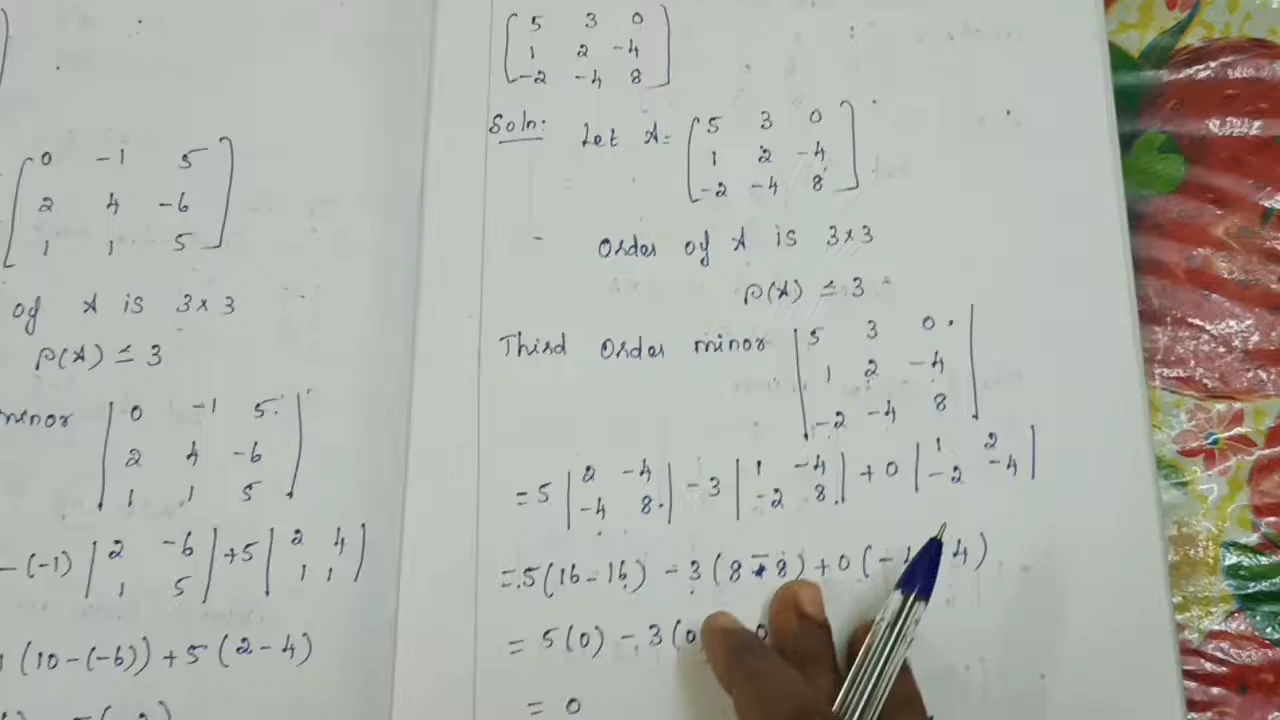 0 -1 5
2 4 -6
1 1 5
of A is 3×3
ρ(A) ≤ 3
minor | 0 -1 5 |
2 4 -6
1 1 5
-(-1) | 2 -6 | +5 | 2 4 |
1 5 1 1
(10-(-6)) + 5(2-4)
5 3 0
1 2 -4
-2 -4 8
Soln: Let A= [ 5 3 0 ]
1 2 -4
-2 -4 8
Order of A is 3×3
ρ(A) ≤ 3
Third Order minor | 5 3 0 |
1 2 -4
-2 -4 8
= 5 | 2 -4 | - 3 | 1 -4 | + 0 | 1 2 |
-4 8 -2 8 -2 -4
= 5(16-16) - 3(8-8) + 0(-4)
= 5(0) - 3(0
= 0